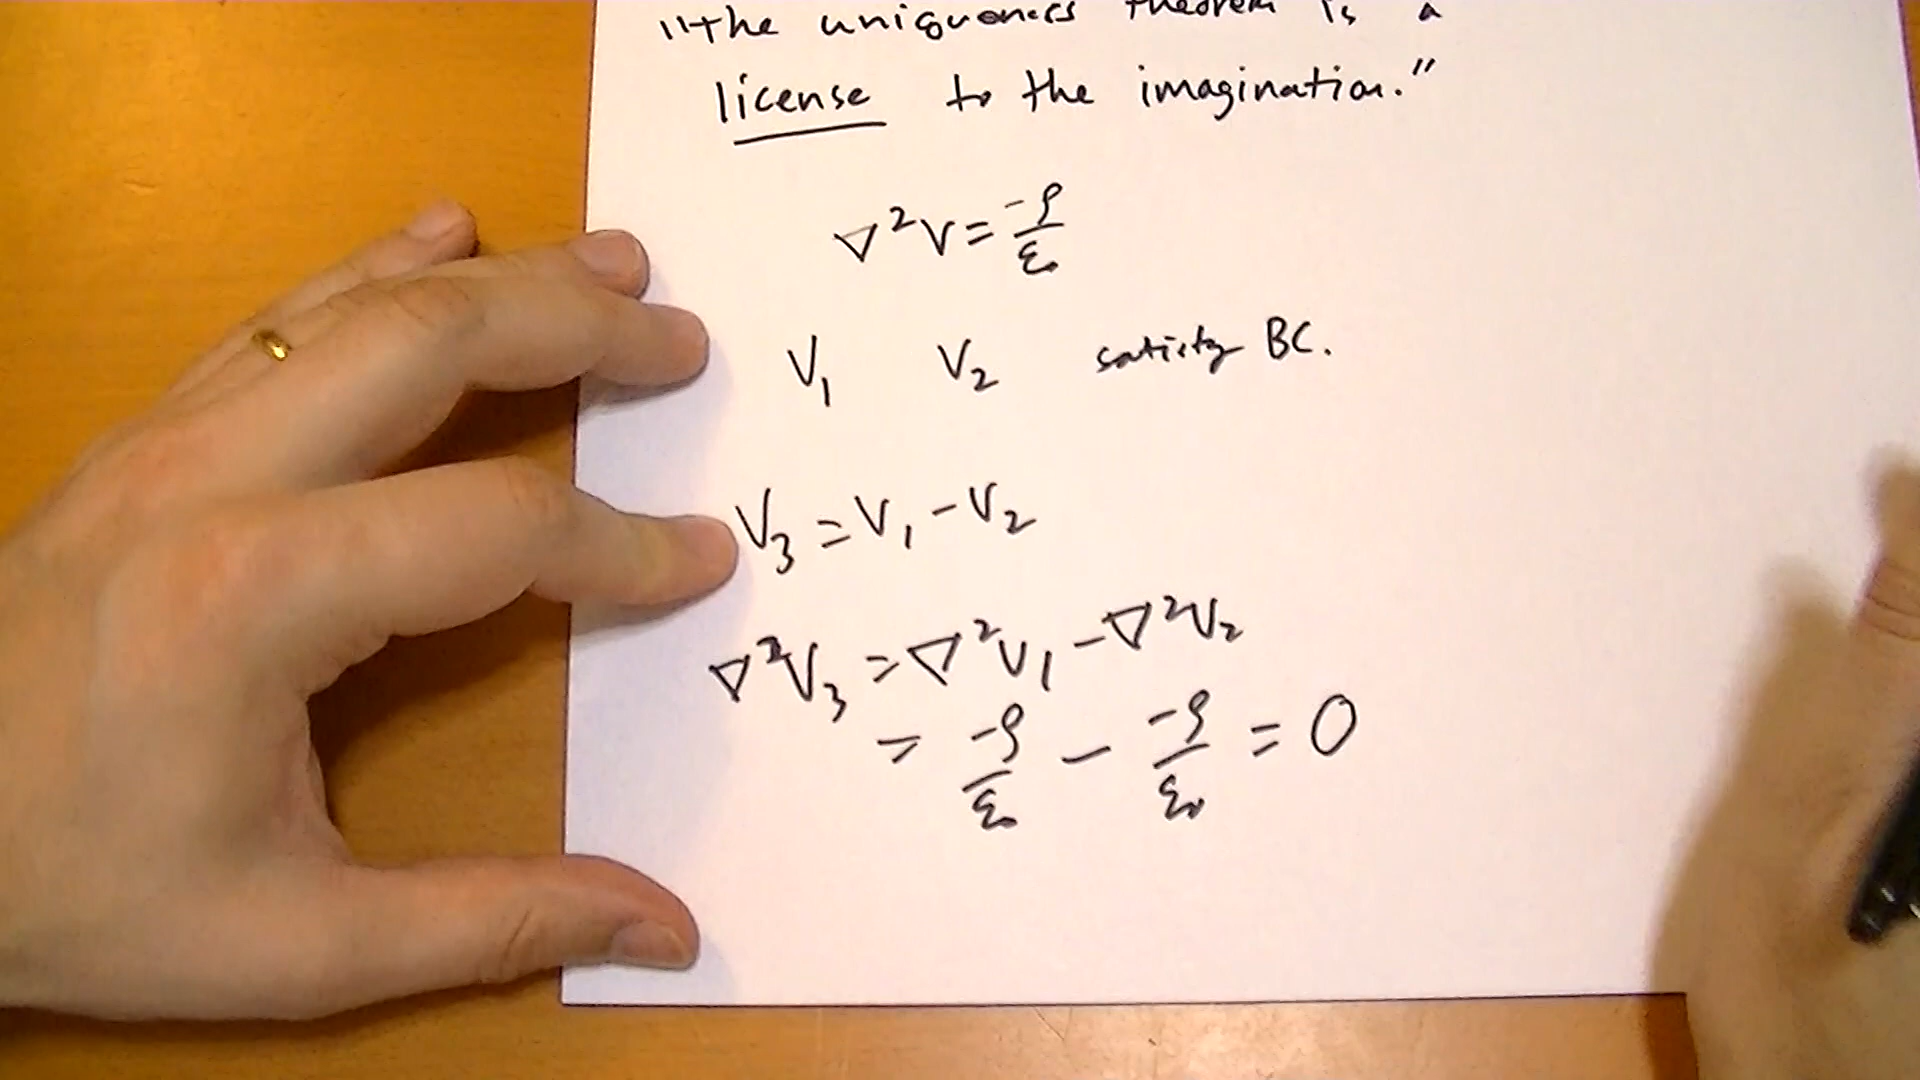 "the uniqueness theorem is a
license to the imagination."
∇²V = -ρ/ε₀
V₁ V₂ satisfy BC.
V₃ = V₁ - V₂
∇²V₃ = ∇²V₁ - ∇²V₂
= -ρ/ε₀ - -ρ/ε₀ = 0